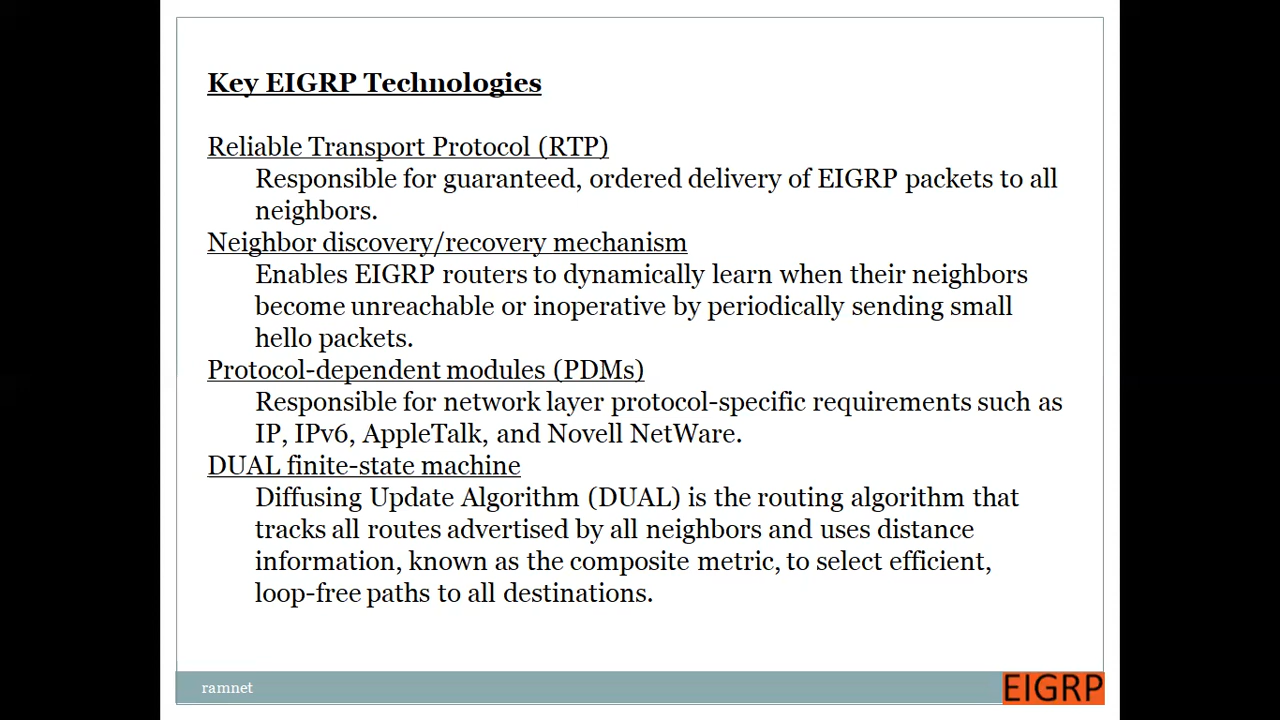 Key EIGRP Technologies
Reliable Transport Protocol (RTP)
Responsible for guaranteed, ordered delivery of EIGRP packets to all
neighbors.
Neighbor discovery/recovery mechanism
Enables EIGRP routers to dynamically learn when their neighbors
become unreachable or inoperative by periodically sending small
hello packets.
Protocol-dependent modules (PDMs)
Responsible for network layer protocol-specific requirements such as
IP, IPv6, AppleTalk, and Novell NetWare.
DUAL finite-state machine
Diffusing Update Algorithm (DUAL) is the routing algorithm that
tracks all routes advertised by all neighbors and uses distance
information, known as the composite metric, to select efficient,
loop-free paths to all destinations.
ramnet
EIGRP